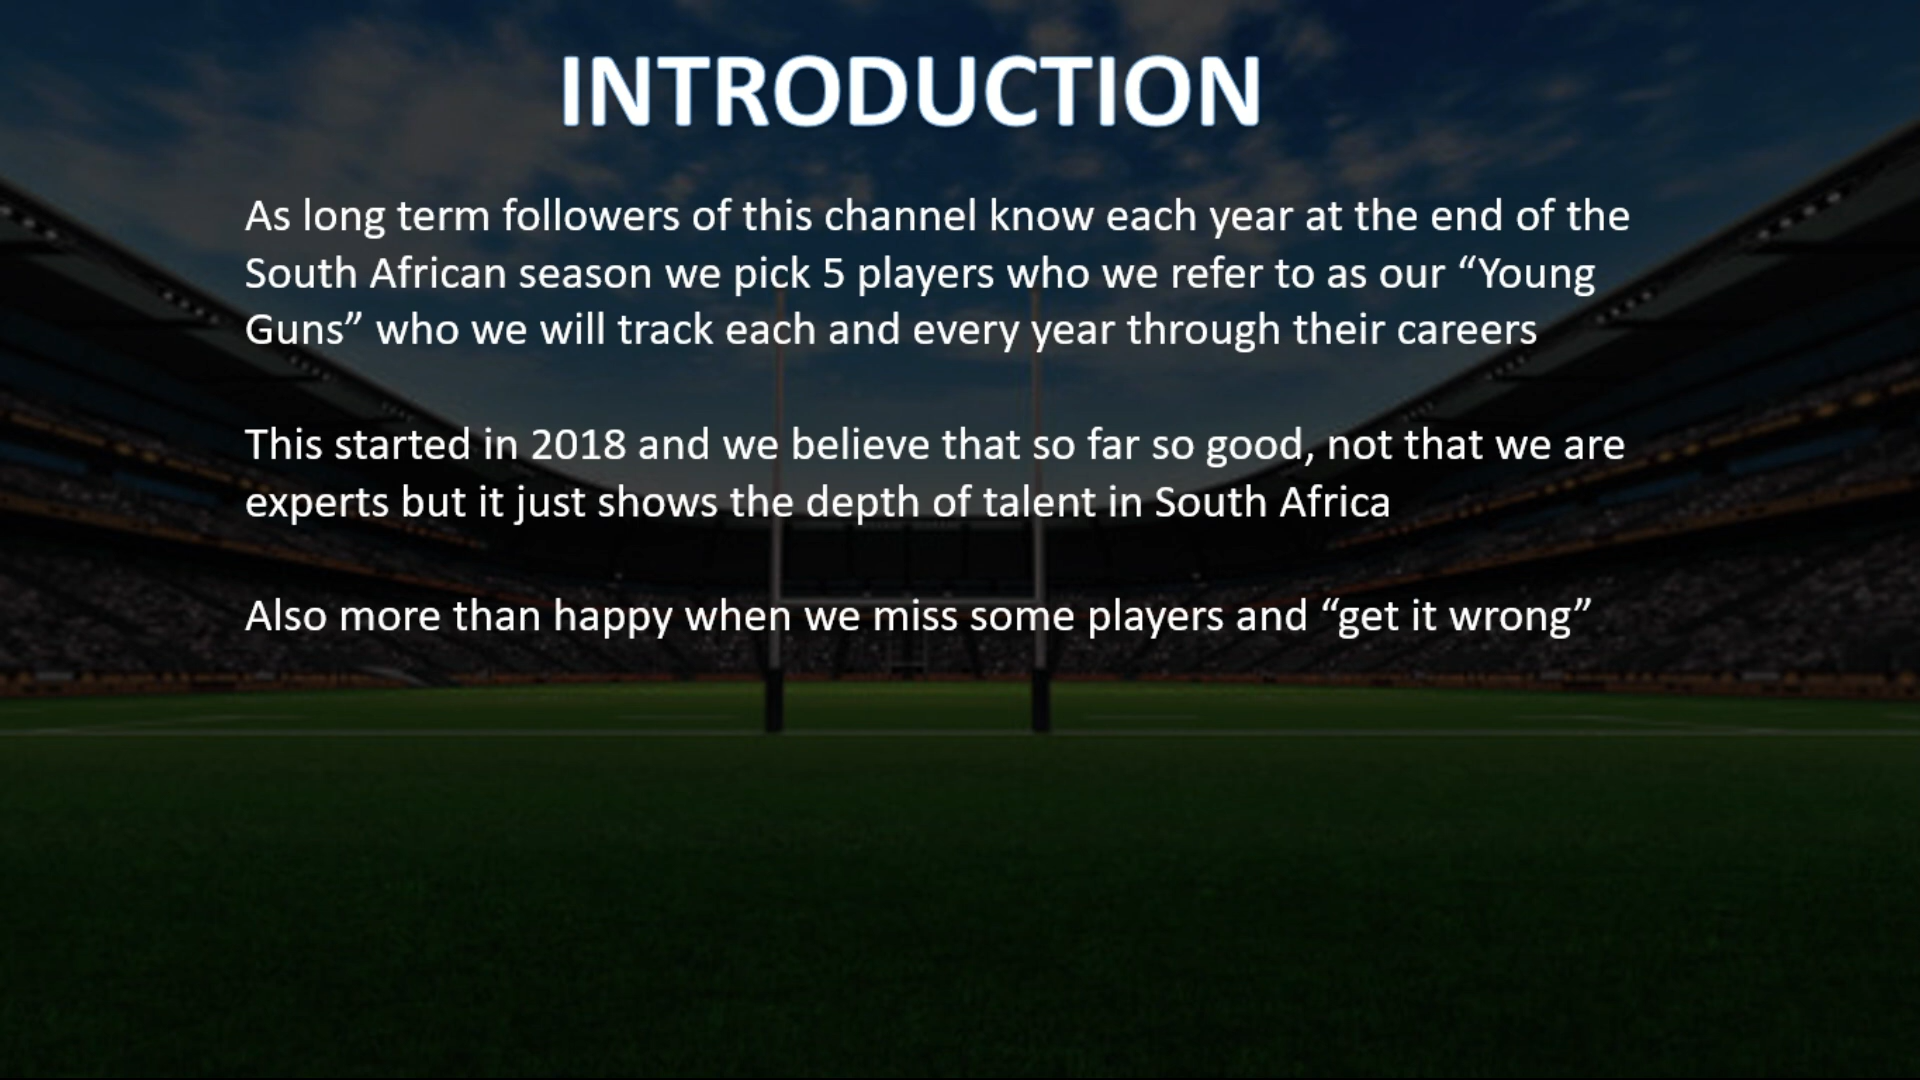 INTRODUCTION
As long term followers of this channel know each year at the end of the
South African season we pick 5 players who we refer to as our “Young
Guns” who we will track each and every year through their careers
This started in 2018 and we believe that so far so good, not that we are
experts but it just shows the depth of talent in South Africa
Also more than happy when we miss some players and “get it wrong”